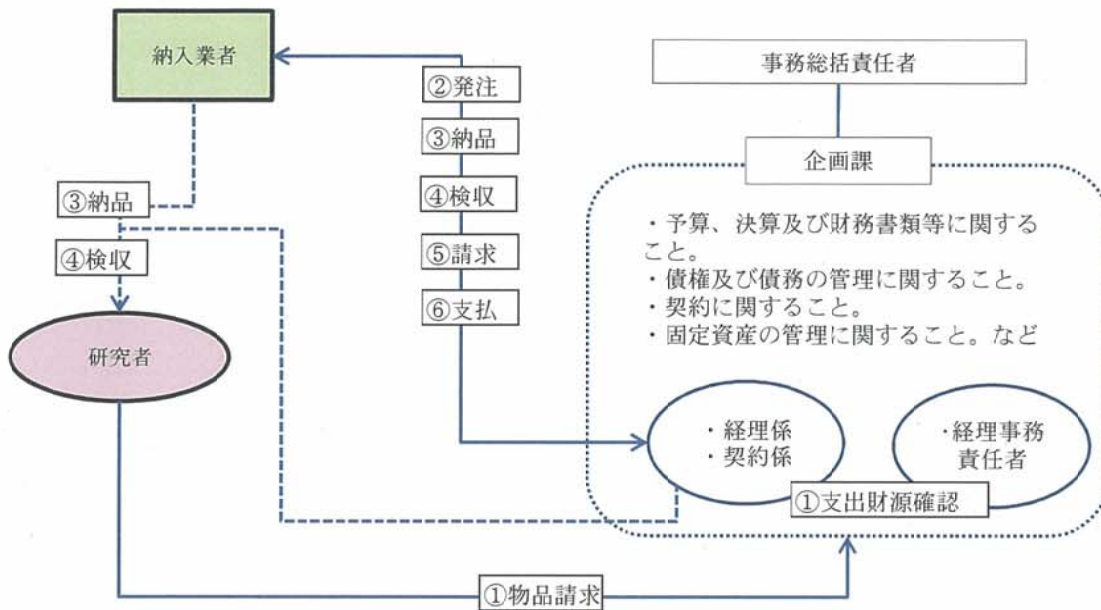 納入業者
事務総括責任者
②発注
③納品
企画課
③納品
④検収
・予算、決算及び財務書類等に関する
こと。
④検収
⑤請求
・債権及び債務の管理に関すること。
・契約に関すること。
⑥支払
・固定資産の管理に関すること。など
研究者
・経理係
・契約係
・経理事務
責任者
①支出財源確認
①物品請求